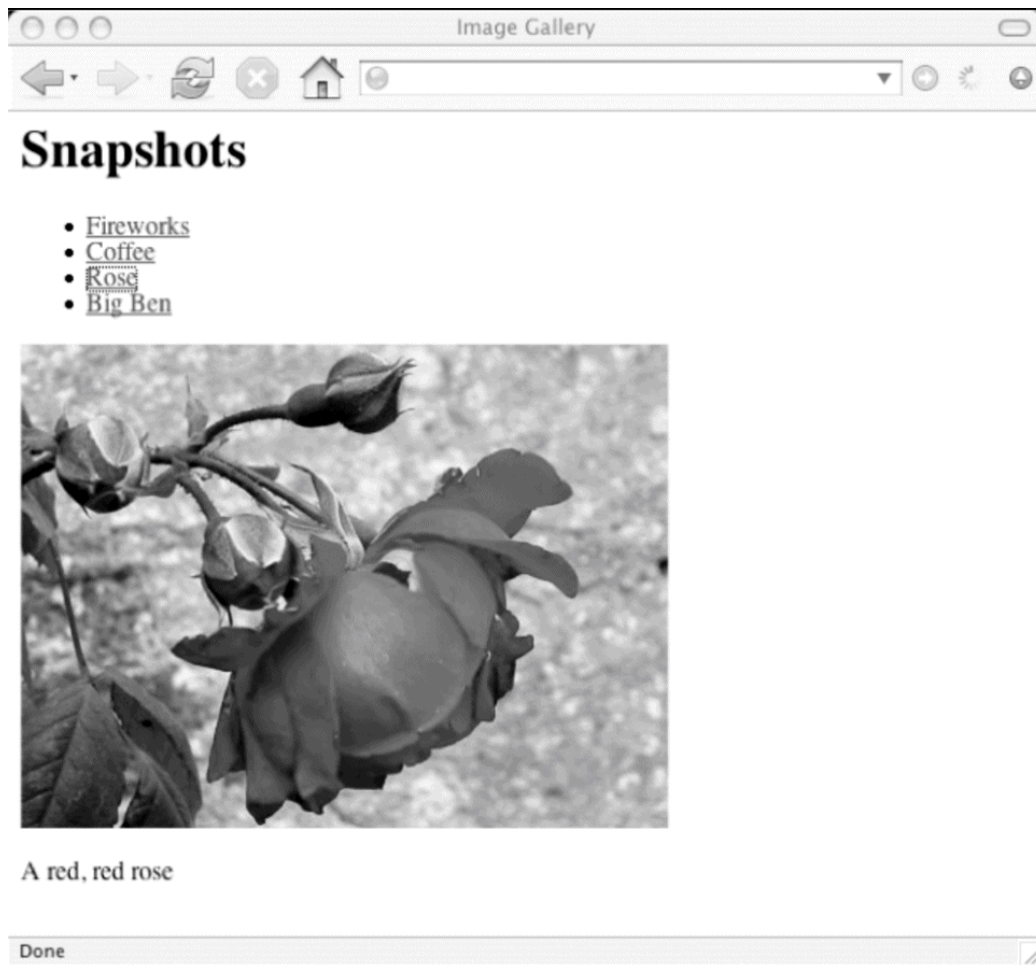 Image Gallery
Snapshots
Fireworks
Coffee
Rose
Big Ben
A red, red rose
Done